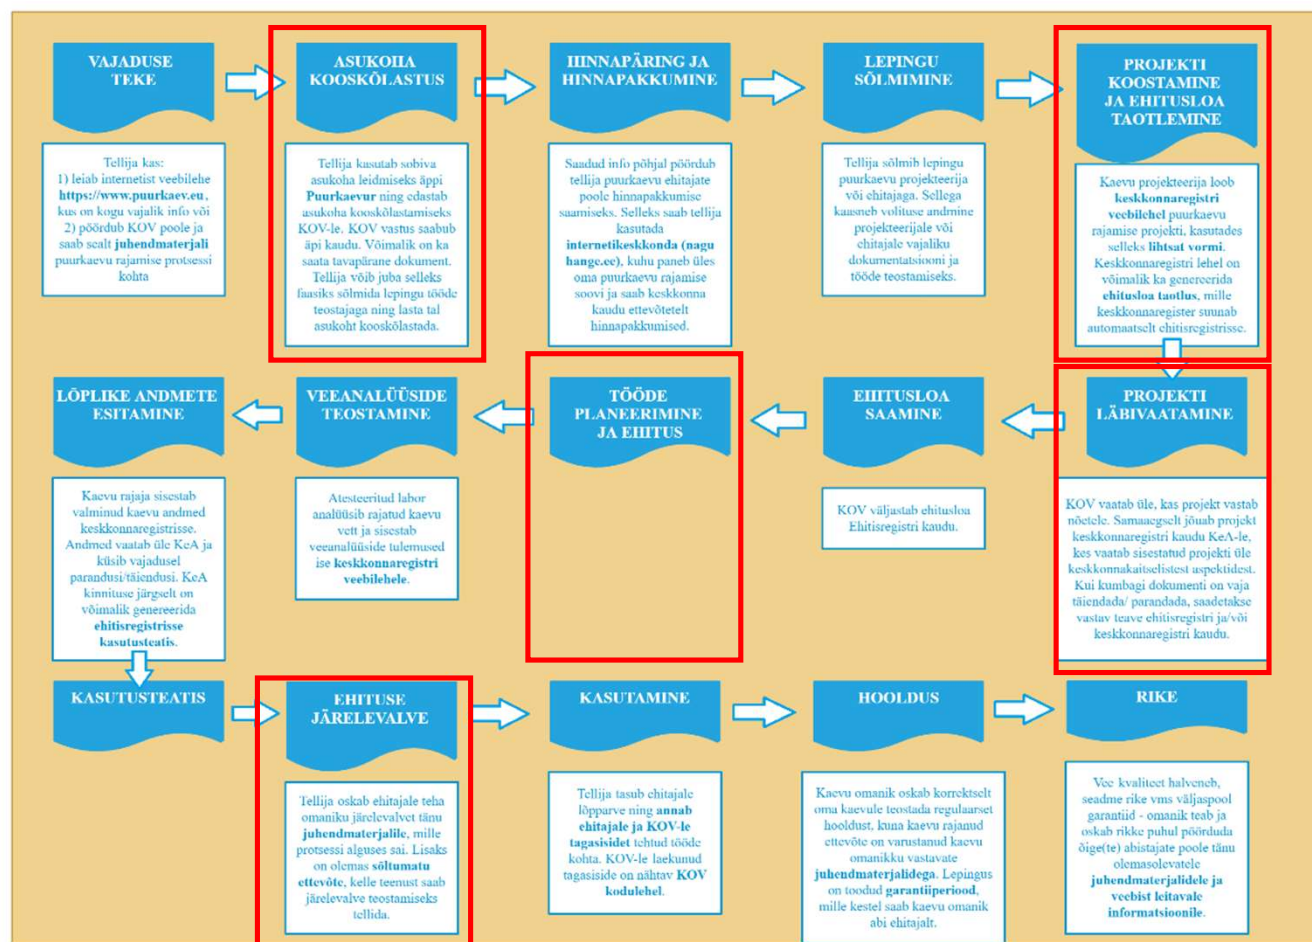 VAJADUSE
TEKE
Tellija kas:
1) leiab internetist veebilehe
https://www.puurkaev.eu,
kus on kogu vajalik info või
2) pöördub KOV poole ja
saab sealt juhendmaterjali
puurkaevu rajamise protsessi
kohta
ASUKOHA
KOOSKÕLASTUS
Tellija kasutab sobiva
asukoha leidmiseks äppi
Puurkaevur ning edastab
asukoha kooskõlastamiseks
KOV-le. KOV vastus saabub
äpi kaudu. Võimalik on ka
saata tavapärane dokument.
Tellija võib juba selleks
faasiks sõlmida lepingu tööde
teostajaga ning lasta tal
asukoht kooskõlastada.
HINNAPÄRING JA
HINNAPAKKUMINE
Saadud info põhjal pöördub
tellija puurkaevu ehitajate
poole hinnapakkumise
saamiseks. Selleks saab tellija
kasutada
internetikeskkonda (nagu
hange.ee), kuhu paneb üles
oma puurkaevu rajamise
soovi ja saab keskkonna
kaudu ettevõtetelt
hinnapakkumised.
LEPINGU
SÕLMIMINE
Tellija sõlmib lepingu
puurkaevu projekteerija
või ehitajaga. Sellega
kaasneb volituse andmine
projekteerijale või
ehitajale vajaliku
dokumentatsiooni ja
tööde teostamiseks.
PROJEKTI
KOOSTAMINE
JA EHITUSLOA
TAOTLEMINE
Kaevu projekteerija loob
keskkonnaregistri
veebilehel puurkaevu
rajamise projekti, kasutades
selleks lihtsat vormi.
Keskkonnaregistri lehel on
võimalik ka genereerida
ehitusloa taotlus, mille
keskkonnaregister suunab
automaatselt ehitisregistrisse.
LÕPLIKE ANDMETE
ESITAMINE
Kaevu rajaja sisestab
valminud kaevu andmed
keskkonnaregistrisse.
Andmed vaatab üle KeA ja
küsib vajadusel
parandusi/täiendusi. KeA
kinnituse järgselt on
võimalik genereerida
ehitisregistrisse
kasutusteatis.
VEEANALÜÜSIDE
TEOSTAMINE
Atesteeritud labor
analüüsib rajatud kaevu
vett ja sisestab
veeanalüüside tulemused
ise keskkonnaregistri
veebilehele.
TÖÖDE
PLANEERIMINE
JA EHITUS
EHITUSLOA
SAAMINE
KOV väljastab ehitusloa
Ehitisregistri kaudu.
PROJEKTI
LÄBIVAATAMINE
KOV vaatab üle, kas projekt vastab
nõetele. Samaaegselt jõuab projekt
keskkonnaregistri kaudu KeA-le,
kes vaatab sisestatud projekti üle
keskkonnakaitselistest aspektidest.
Kui kumbagi dokumenti on vaja
täiendada/ parandada, saadetakse
vastav teave ehitisregistri ja/või
keskkonnaregistri kaudu.
KASUTUSTEATIS
EHITUSE
JÄRELEVALVE
Tellija oskab ehitajale teha
omaniku järelevalvet tänu
juhendmaterjalile, mille
protsessi alguses sai. Lisaks
on olemas sõltumatu
ettevõte, kelle teenust saab
järelevalve teostamiseks
tellida.
KASUTAMINE
Tellija tasub ehitajale
lõpparve ning annab
ehitajale ja KOV-le
tagasisidet tehtud tööde
kohta. KOV-le laekunud
tagasiside on nähtav KOV
kodulehel.
HOOLDUS
Kaevu omanik oskab korrektselt
oma kaevule teostada regulaarset
hooldust, kuna kaevu rajanud
ettevõte on varustanud kaevu
omanikku vastavate
juhendmaterjalidega. Lepingus
on toodud garantiiperiood,
mille kestel saab kaevu omanik
abi ehitajalt.
RIKE
Vee kvaliteet halveneb,
seadme rike vms väljaspool
garantiid - omanik teab ja
oskab rikke puhul pöörduda
õige(te) abistajate poole tänu
olemasolevatele
juhendmaterjalidele ja
veebist leitavale
informatsioonile.